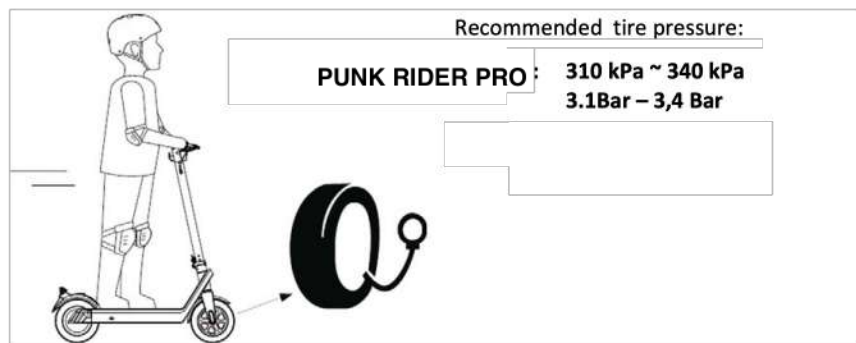 Recommended tire pressure:
PUNK RIDER PRO : 310 kPa ~ 340 kPa
3.1Bar – 3,4 Bar